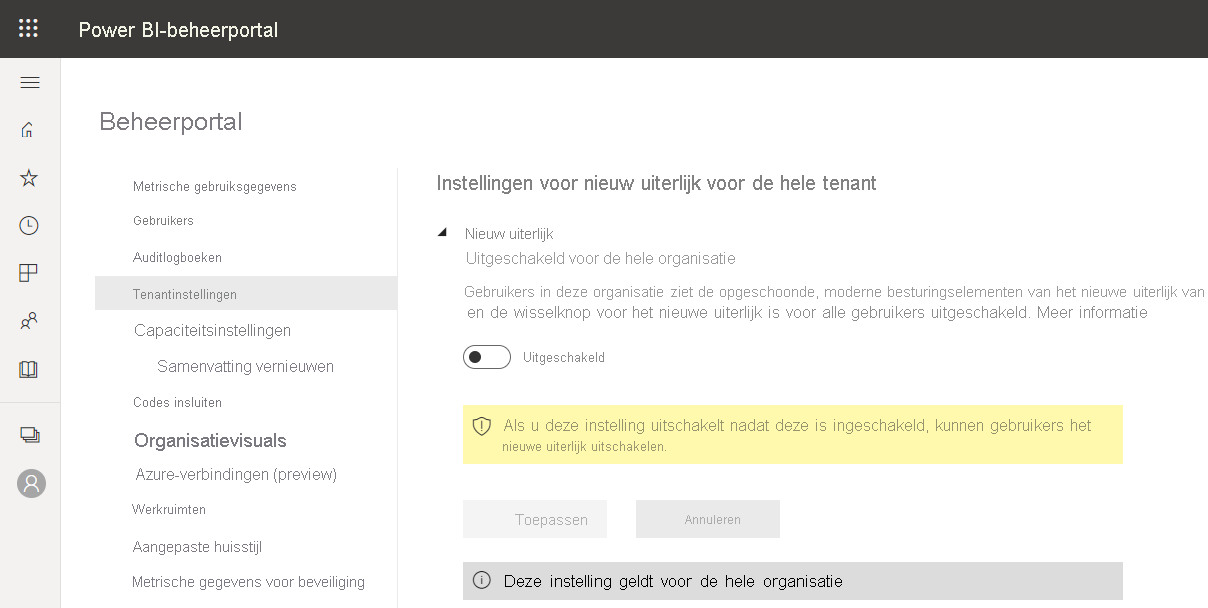 Power BI-beheerportal
Beheerportal
Metrische gebruiksgegevens
Gebruikers
Auditlogboeken
Tenantinstellingen
Capaciteitsinstellingen
Samenvatting vernieuwen
Codes insluiten
Organisatievisuals
Azure-verbindingen (preview)
Werkruimten
Aangepaste huisstijl
Metrische gegevens voor beveiliging
Instellingen voor nieuw uiterlijk voor de hele tenant
Nieuw uiterlijk
Uitgeschakeld voor de hele organisatie
Gebruikers in deze organisatie ziet de opgeschoonde, moderne besturingselementen van het nieuwe uiterlijk van
en de wisselknop voor het nieuwe uiterlijk is voor alle gebruikers uitgeschakeld. Meer informatie
Uitgeschakeld
Als u deze instelling uitschakelt nadat deze is ingeschakeld, kunnen gebruikers het
nieuwe uiterlijk uitschakelen.
Toepassen
Annuleren
Deze instelling geldt voor de hele organisatie